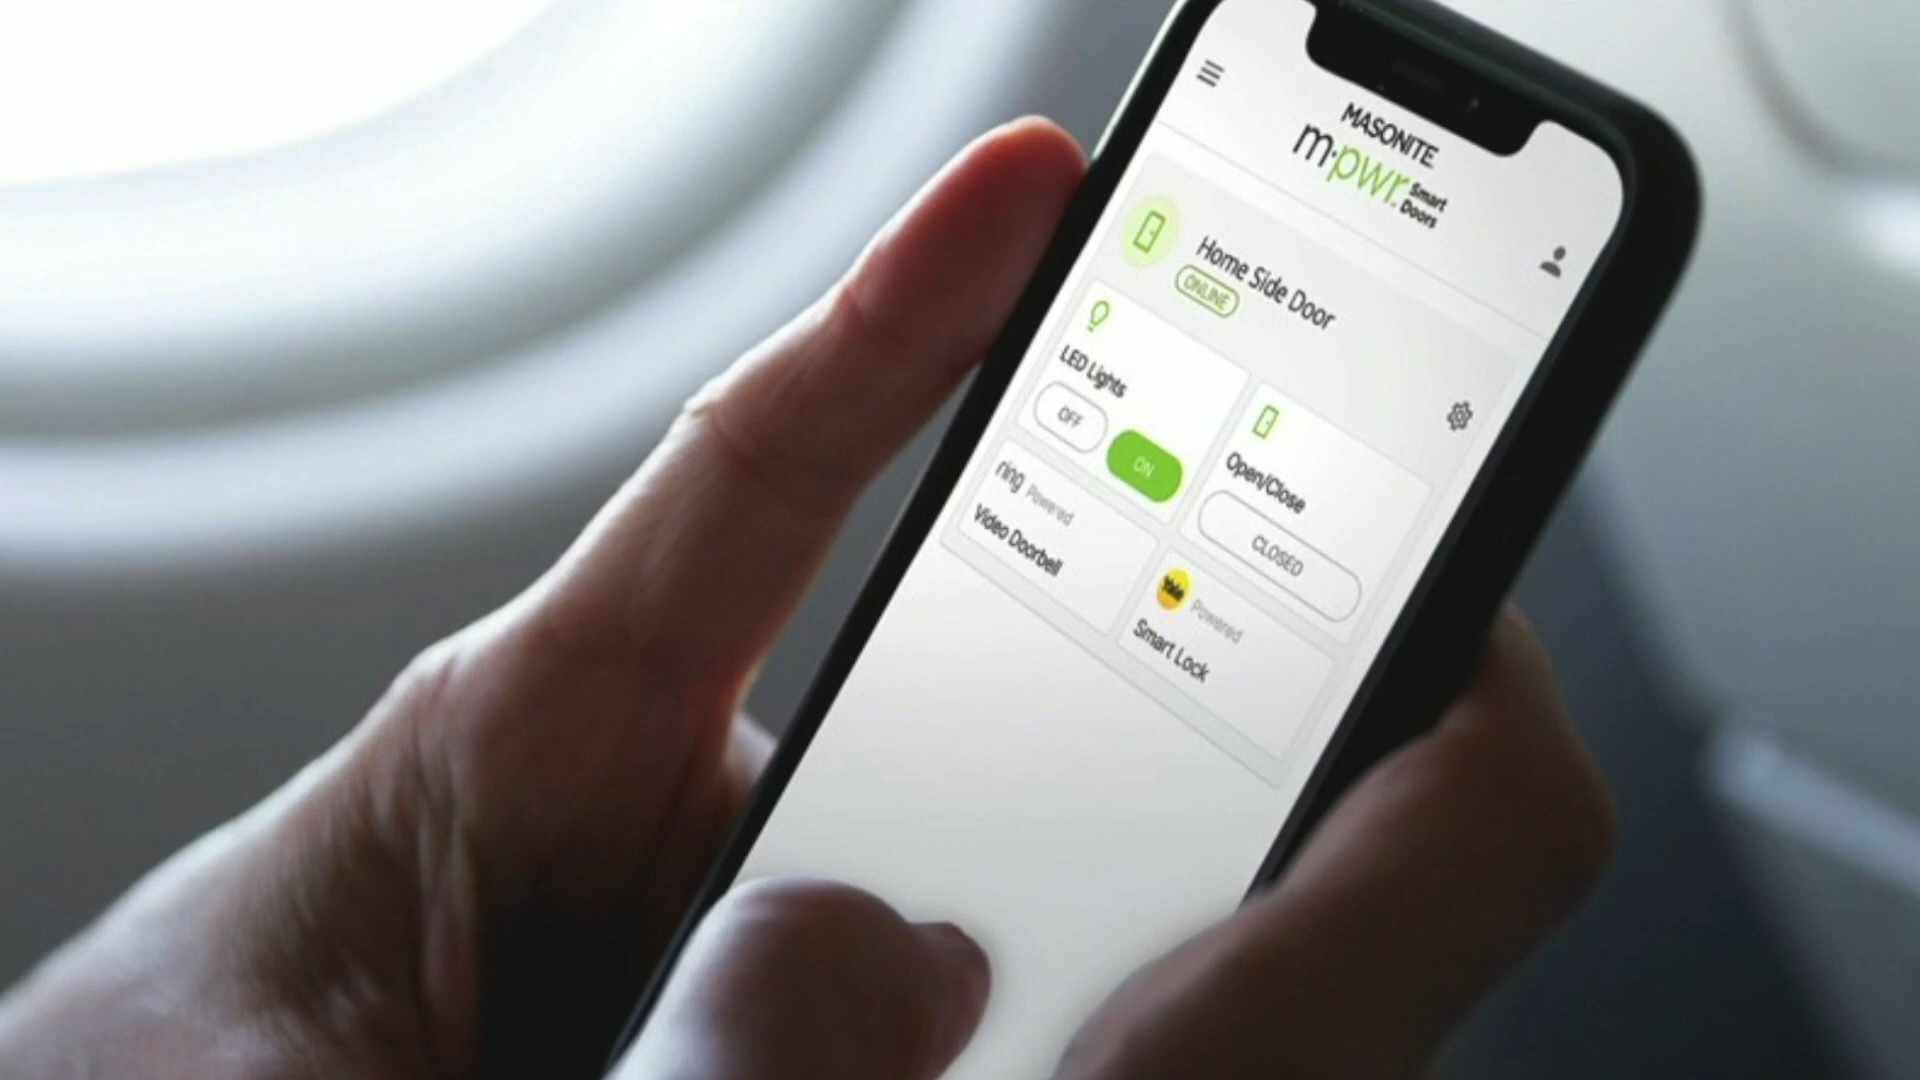 MASONITE
m·pwr. Smart Doors
Home Side Door
ONLINE
LED Lights
OFF
ON
Open/Close
CLOSED
ring Powered
Video Doorbell
Yale Powered
Smart Lock